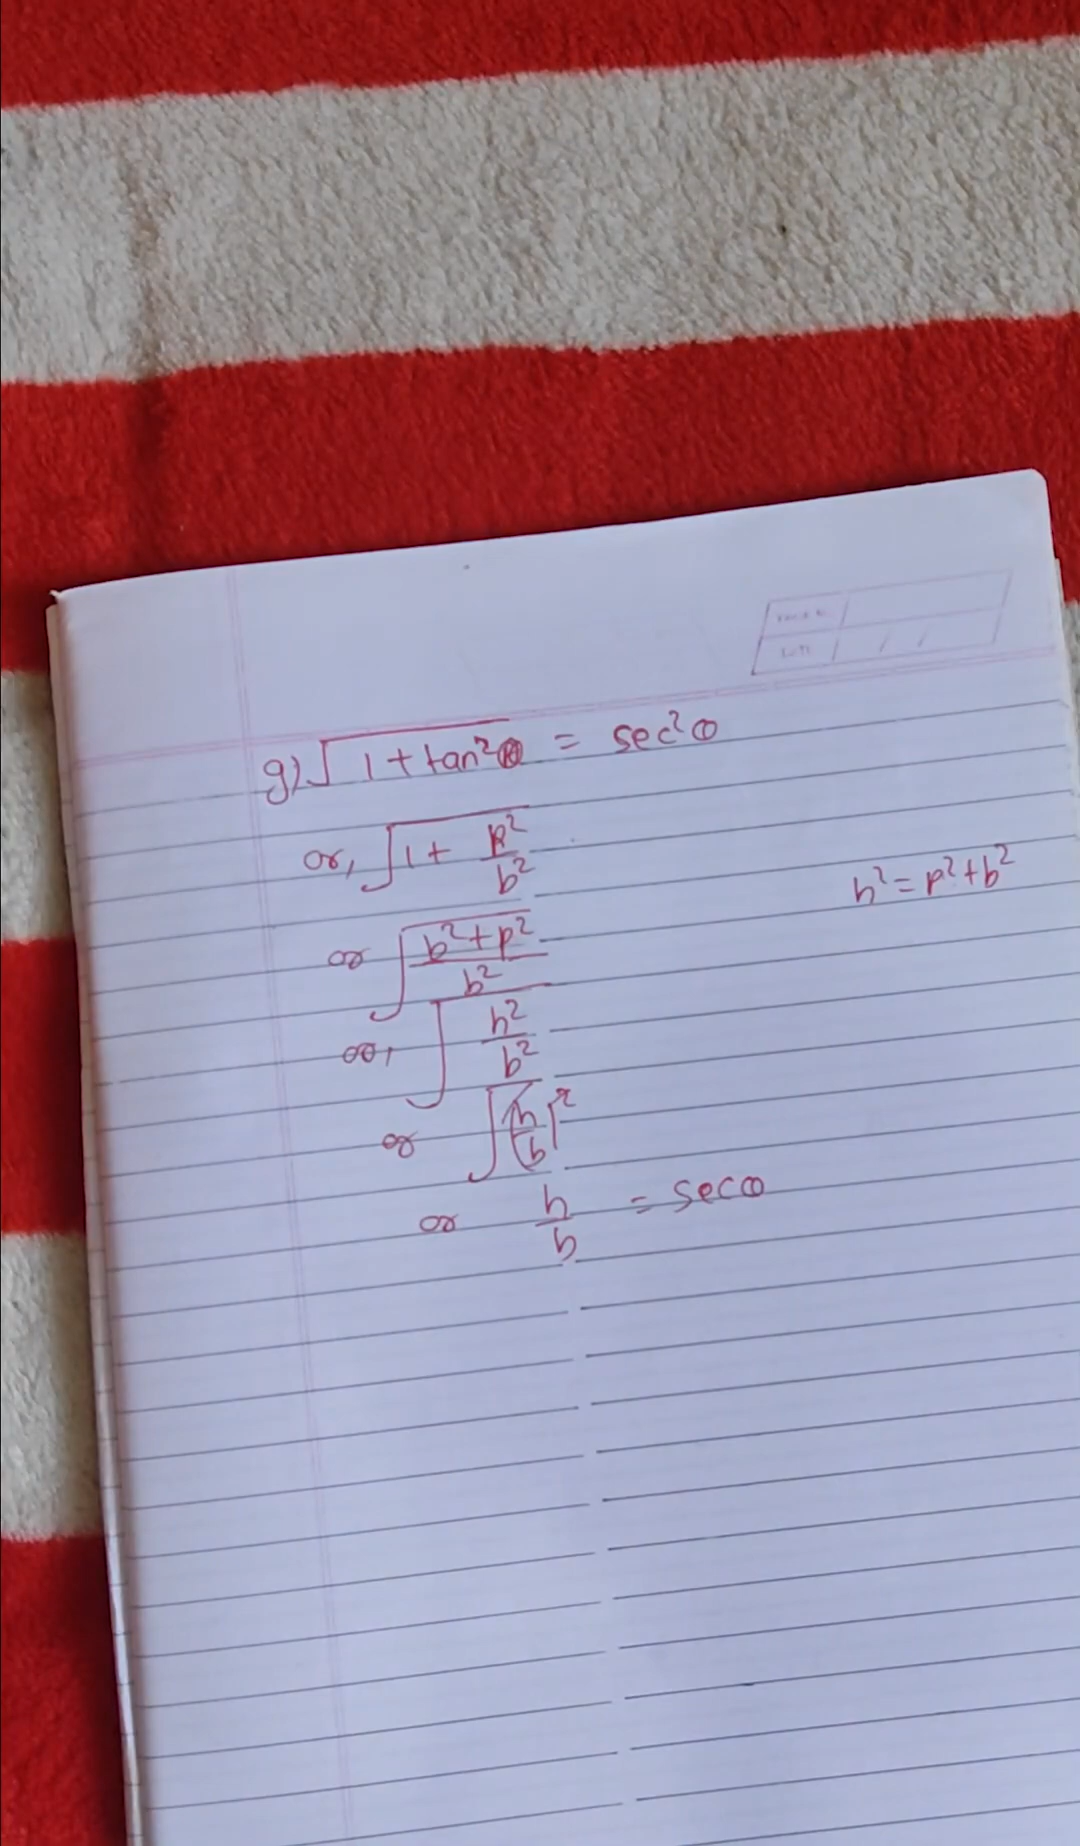 g) √1 + tan²θ = sec²θ
or, √1 + p²/b²
h² = p² + b²
or √b² + p²/b²
or, √h²/b²
or √(h/b)²
or h/b = secθ